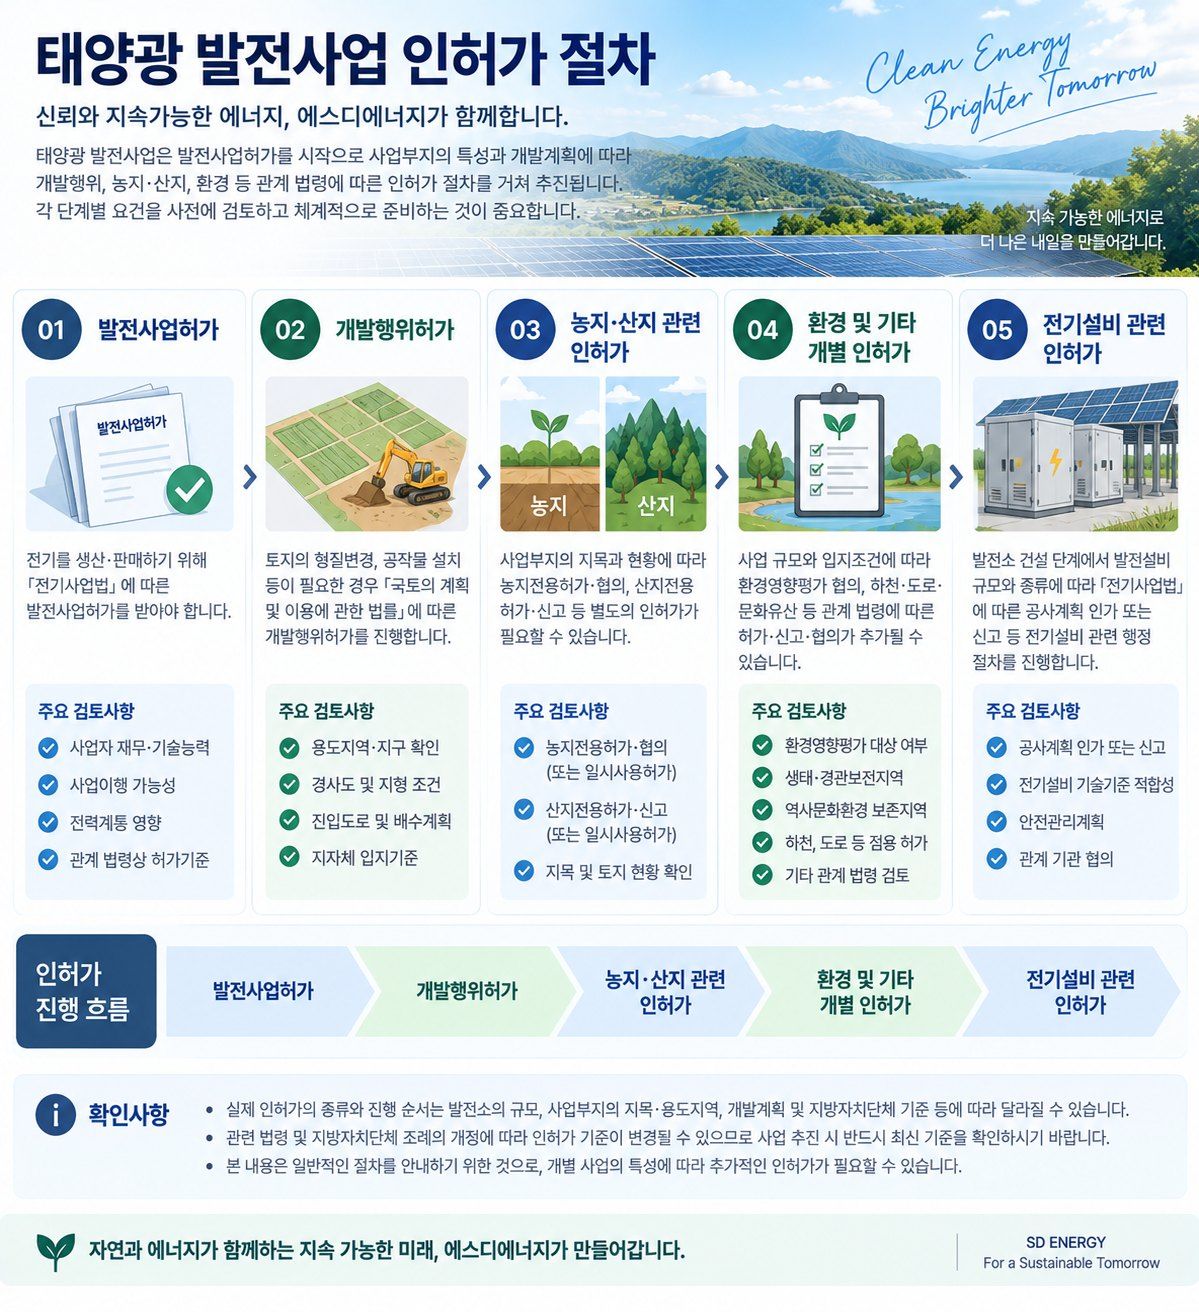 태양광 발전사업 인허가 절차
신뢰와 지속가능한 에너지, 에스디에너지가 함께합니다.
태양광 발전사업은 발전사업허가를 시작으로 사업부지의 특성과 개발계획에 따라
개발행위, 농지·산지, 환경 등 관계 법령에 따른 인허가 절차를 거쳐 추진됩니다.
각 단계별 요건을 사전에 검토하고 체계적으로 준비하는 것이 중요합니다.
Clean Energy
Brighter Tomorrow
지속 가능한 에너지로
더 나은 내일을 만들어갑니다.
01 발전사업허가
발전사업허가
전기를 생산·판매하기 위해
「전기사업법」에 따른
발전사업허가를 받아야 합니다.
주요 검토사항
사업자 재무·기술능력
사업이행 가능성
전력계통 영향
관계 법령상 허가기준
02 개발행위허가
토지의 형질변경, 공작물 설치
등이 필요한 경우 「국토의 계획
및 이용에 관한 법률」에 따른
개발행위허가를 진행합니다.
주요 검토사항
용도지역·지구 확인
경사도 및 지형 조건
진입도로 및 배수계획
지자체 입지기준
03 농지·산지 관련
인허가
농지 산지
사업부지의 지목과 현황에 따라
농지전용허가·협의, 산지전용
허가·신고 등 별도의 인허가가
필요할 수 있습니다.
주요 검토사항
농지전용허가·협의
(또는 일시사용허가)
산지전용허가·신고
(또는 일시사용허가)
지목 및 토지 현황 확인
04 환경 및 기타
개별 인허가
사업 규모와 입지조건에 따라
환경영향평가 협의, 하천·도로·
문화유산 등 관계 법령에 따른
허가·신고·협의가 추가될 수
있습니다.
주요 검토사항
환경영향평가 대상 여부
생태·경관보전지역
역사문화환경 보존지역
하천, 도로 등 점용 허가
기타 관계 법령 검토
05 전기설비 관련
인허가
발전소 건설 단계에서 발전설비
규모와 종류에 따라 「전기사업법」
에 따른 공사계획 인가 또는
신고 등 전기설비 관련 행정
절차를 진행합니다.
주요 검토사항
공사계획 인가 또는 신고
전기설비 기술기준 적합성
안전관리계획
관계 기관 협의
인허가
진행 흐름
발전사업허가
개발행위허가
농지·산지 관련
인허가
환경 및 기타
개별 인허가
전기설비 관련
인허가
i 확인사항
• 실제 인허가의 종류와 진행 순서는 발전소의 규모, 사업부지의 지목·용도지역, 개발계획 및 지방자치단체 기준 등에 따라 달라질 수 있습니다.
• 관련 법령 및 지방자치단체 조례의 개정에 따라 인허가 기준이 변경될 수 있으므로 사업 추진 시 반드시 최신 기준을 확인하시기 바랍니다.
• 본 내용은 일반적인 절차를 안내하기 위한 것으로, 개별 사업의 특성에 따라 추가적인 인허가가 필요할 수 있습니다.
자연과 에너지가 함께하는 지속 가능한 미래, 에스디에너지가 만들어갑니다.
SD ENERGY
For a Sustainable Tomorrow